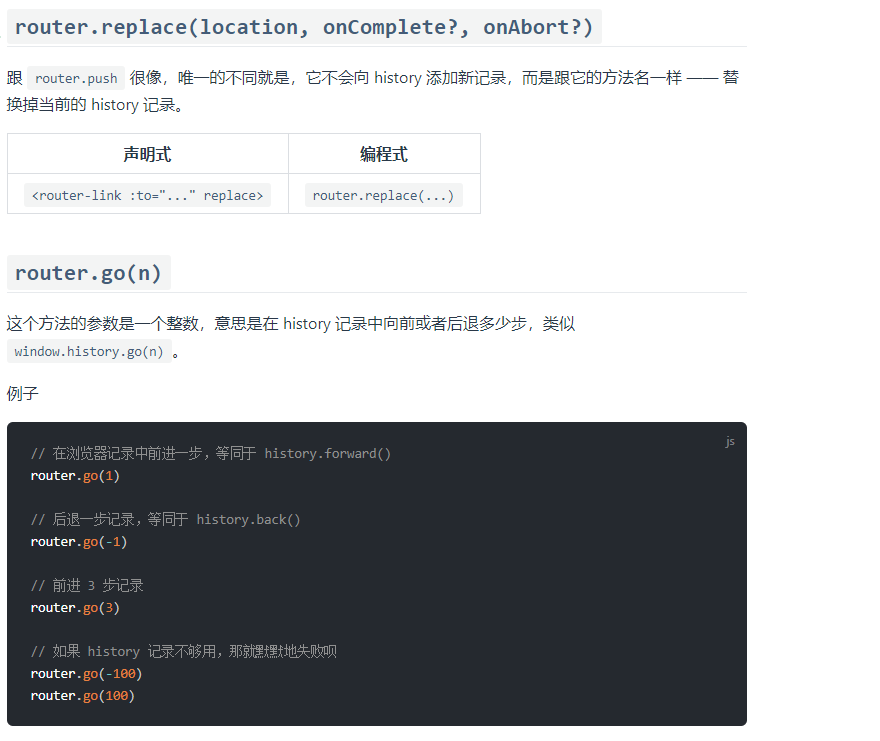 router.replace(location, onComplete?, onAbort?)
跟 router.push 很像，唯一的不同就是，它不会向 history 添加新记录，而是跟它的方法名一样 —— 替
换掉当前的 history 记录。
声明式 编程式
<router-link :to="..." replace> router.replace(...)
router.go(n)
这个方法的参数是一个整数，意思是在 history 记录中向前或者后退多少步，类似
window.history.go(n) 。
例子
js
// 在浏览器记录中前进一步，等同于 history.forward()
router.go(1)
// 后退一步记录，等同于 history.back()
router.go(-1)
// 前进 3 步记录
router.go(3)
// 如果 history 记录不够用，那就默默地失败呗
router.go(-100)
router.go(100)